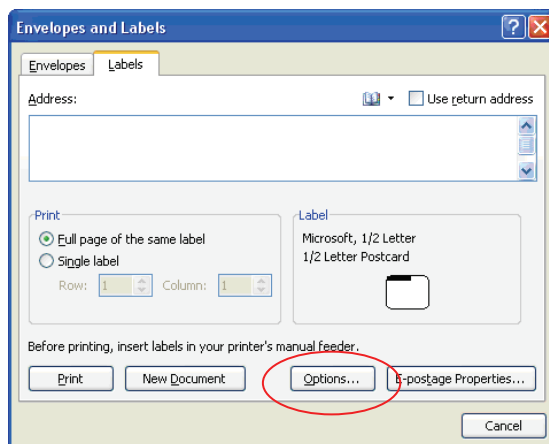 Envelopes and Labels
Envelopes Labels
Address: Use return address
Print Label
Full page of the same label Microsoft, 1/2 Letter
Single label 1/2 Letter Postcard
Row: 1 Column: 1
Before printing, insert labels in your printer's manual feeder.
Print New Document Options... E-postage Properties...
Cancel